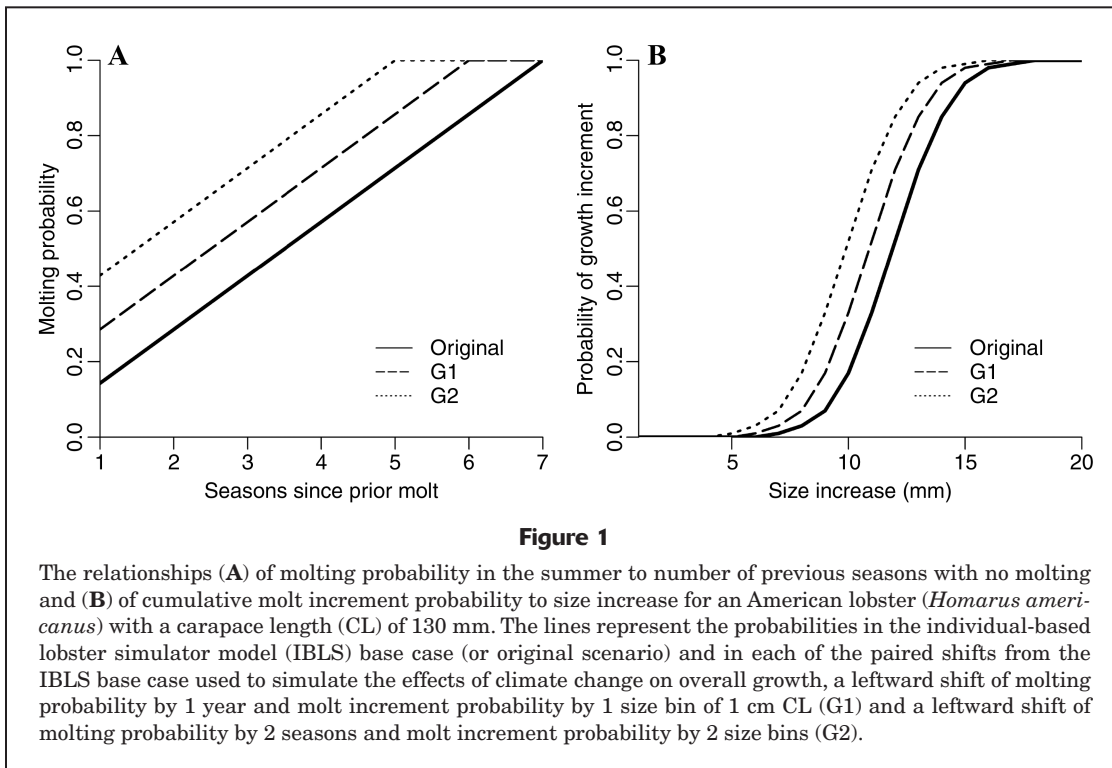 A
B
1.0
0.8
0.6
0.4
0.2
0.0
Molting probability
Original
G1
G2
1 2 3 4 5 6 7
Seasons since prior molt
1.0
0.8
0.6
0.4
0.2
0.0
Probability of growth increment
Original
G1
G2
5 10 15 20
Size increase (mm)
Figure 1
The relationships (A) of molting probability in the summer to number of previous seasons with no molting
and (B) of cumulative molt increment probability to size increase for an American lobster (Homarus ameri-
canus) with a carapace length (CL) of 130 mm. The lines represent the probabilities in the individual-based
lobster simulator model (IBLS) base case (or original scenario) and in each of the paired shifts from the
IBLS base case used to simulate the effects of climate change on overall growth, a leftward shift of molting
probability by 1 year and molt increment probability by 1 size bin of 1 cm CL (G1) and a leftward shift of
molting probability by 2 seasons and molt increment probability by 2 size bins (G2).